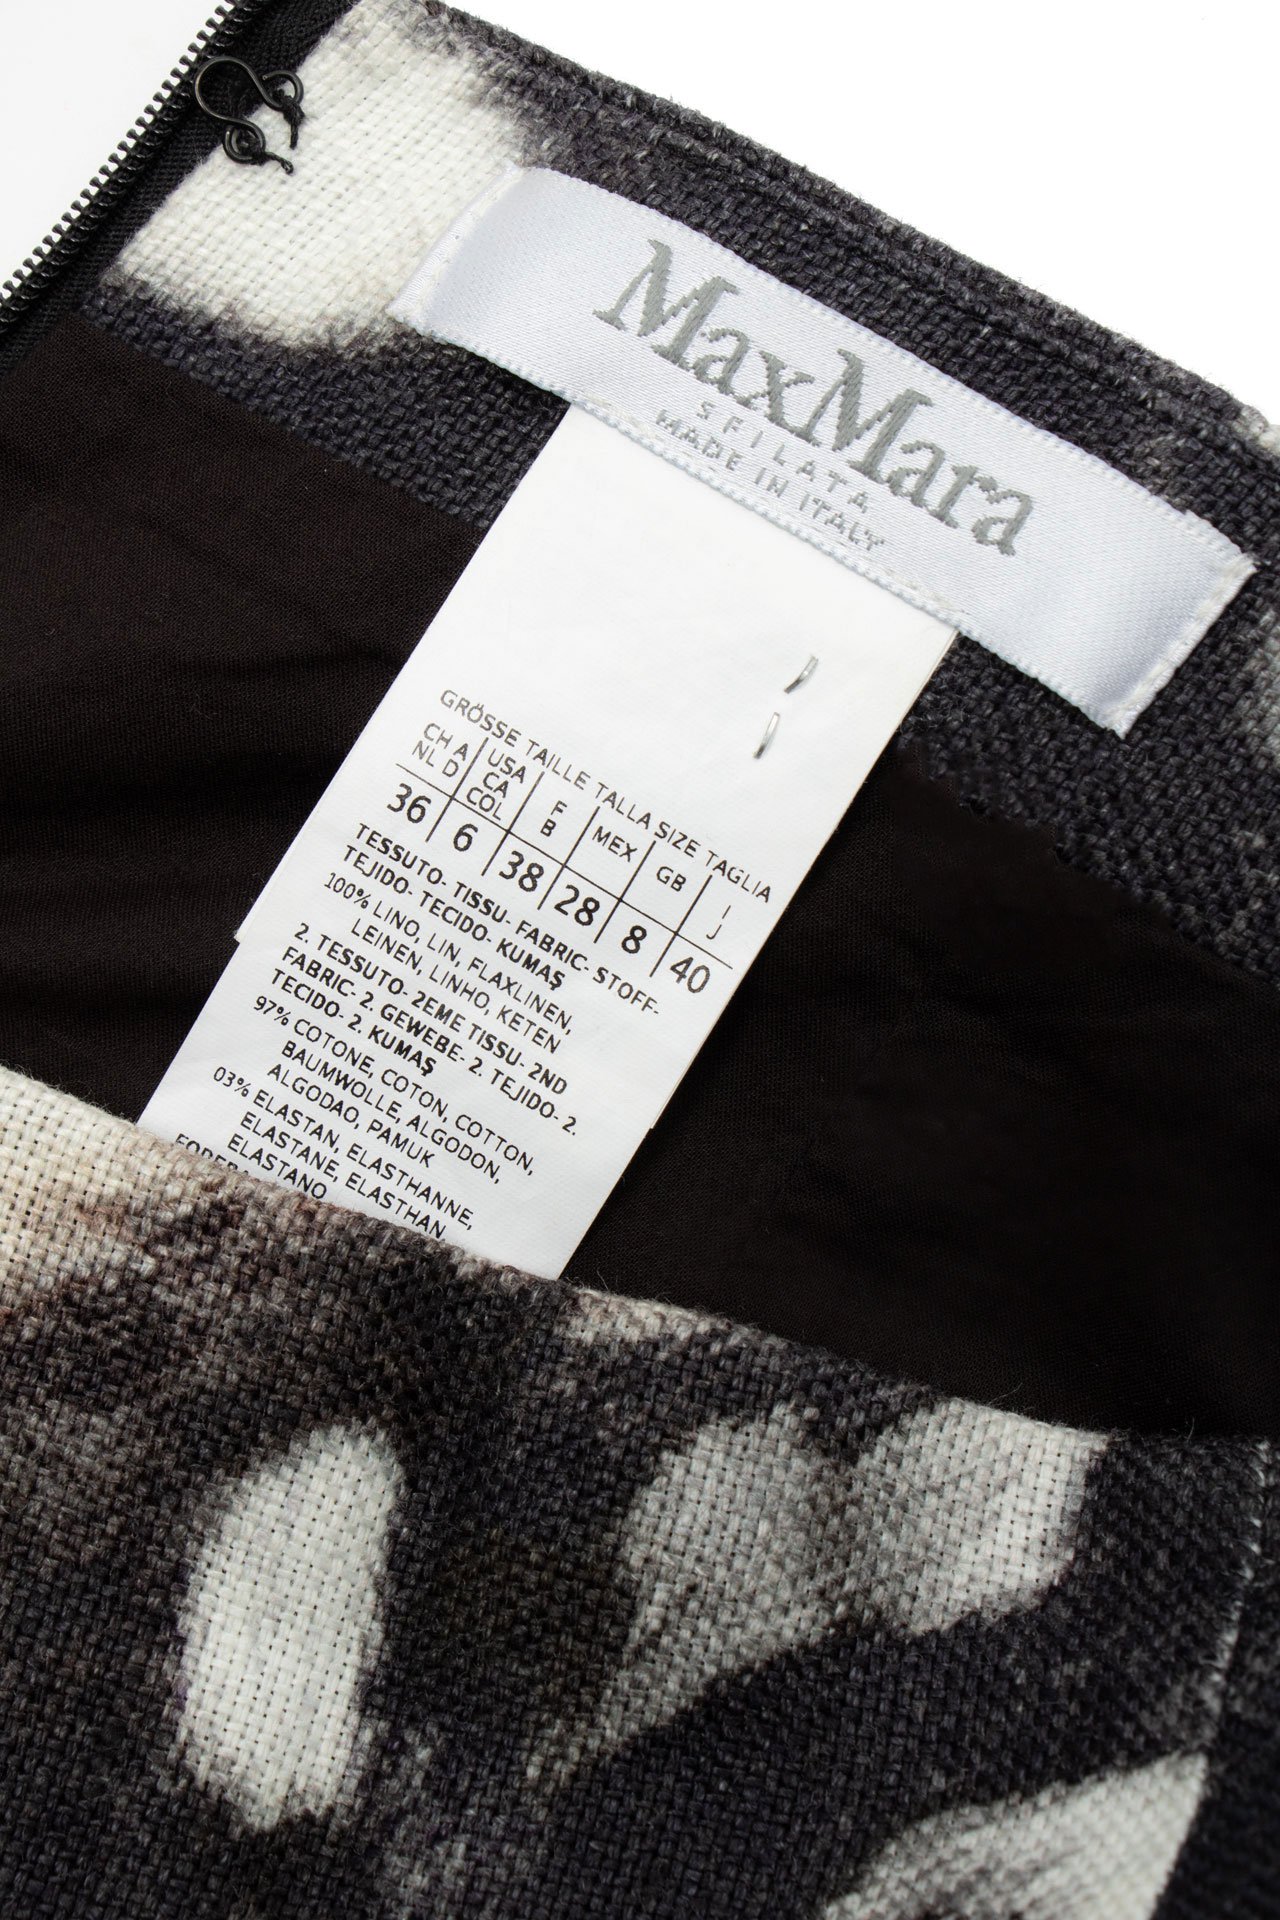 MaxMara
SFILATA
MADE IN ITALY
GRÖSSE TAILLE TALLA SIZE TAGLIA
CH A USA F MEX GB I
NL D CA B J
COL
36 6 38 28 8 40
TESSUTO- TISSU- FABRIC- STOFF-
TEJIDO- TECIDO- KUMAŞ
100% LINO, LIN, FLAXLINEN,
LEINEN, LINHO, KETEN
2. TESSUTO- 2EME TISSU- 2ND
FABRIC- 2. GEWEBE- 2. TEJIDO- 2.
TECIDO- 2. KUMAŞ
97% COTONE, COTON, COTTON,
BAUMWOLLE, ALGODON,
ALGODAO, PAMUK
03% ELASTAN, ELASTHANNE,
ELASTANE, ELASTHAN
ELASTANO